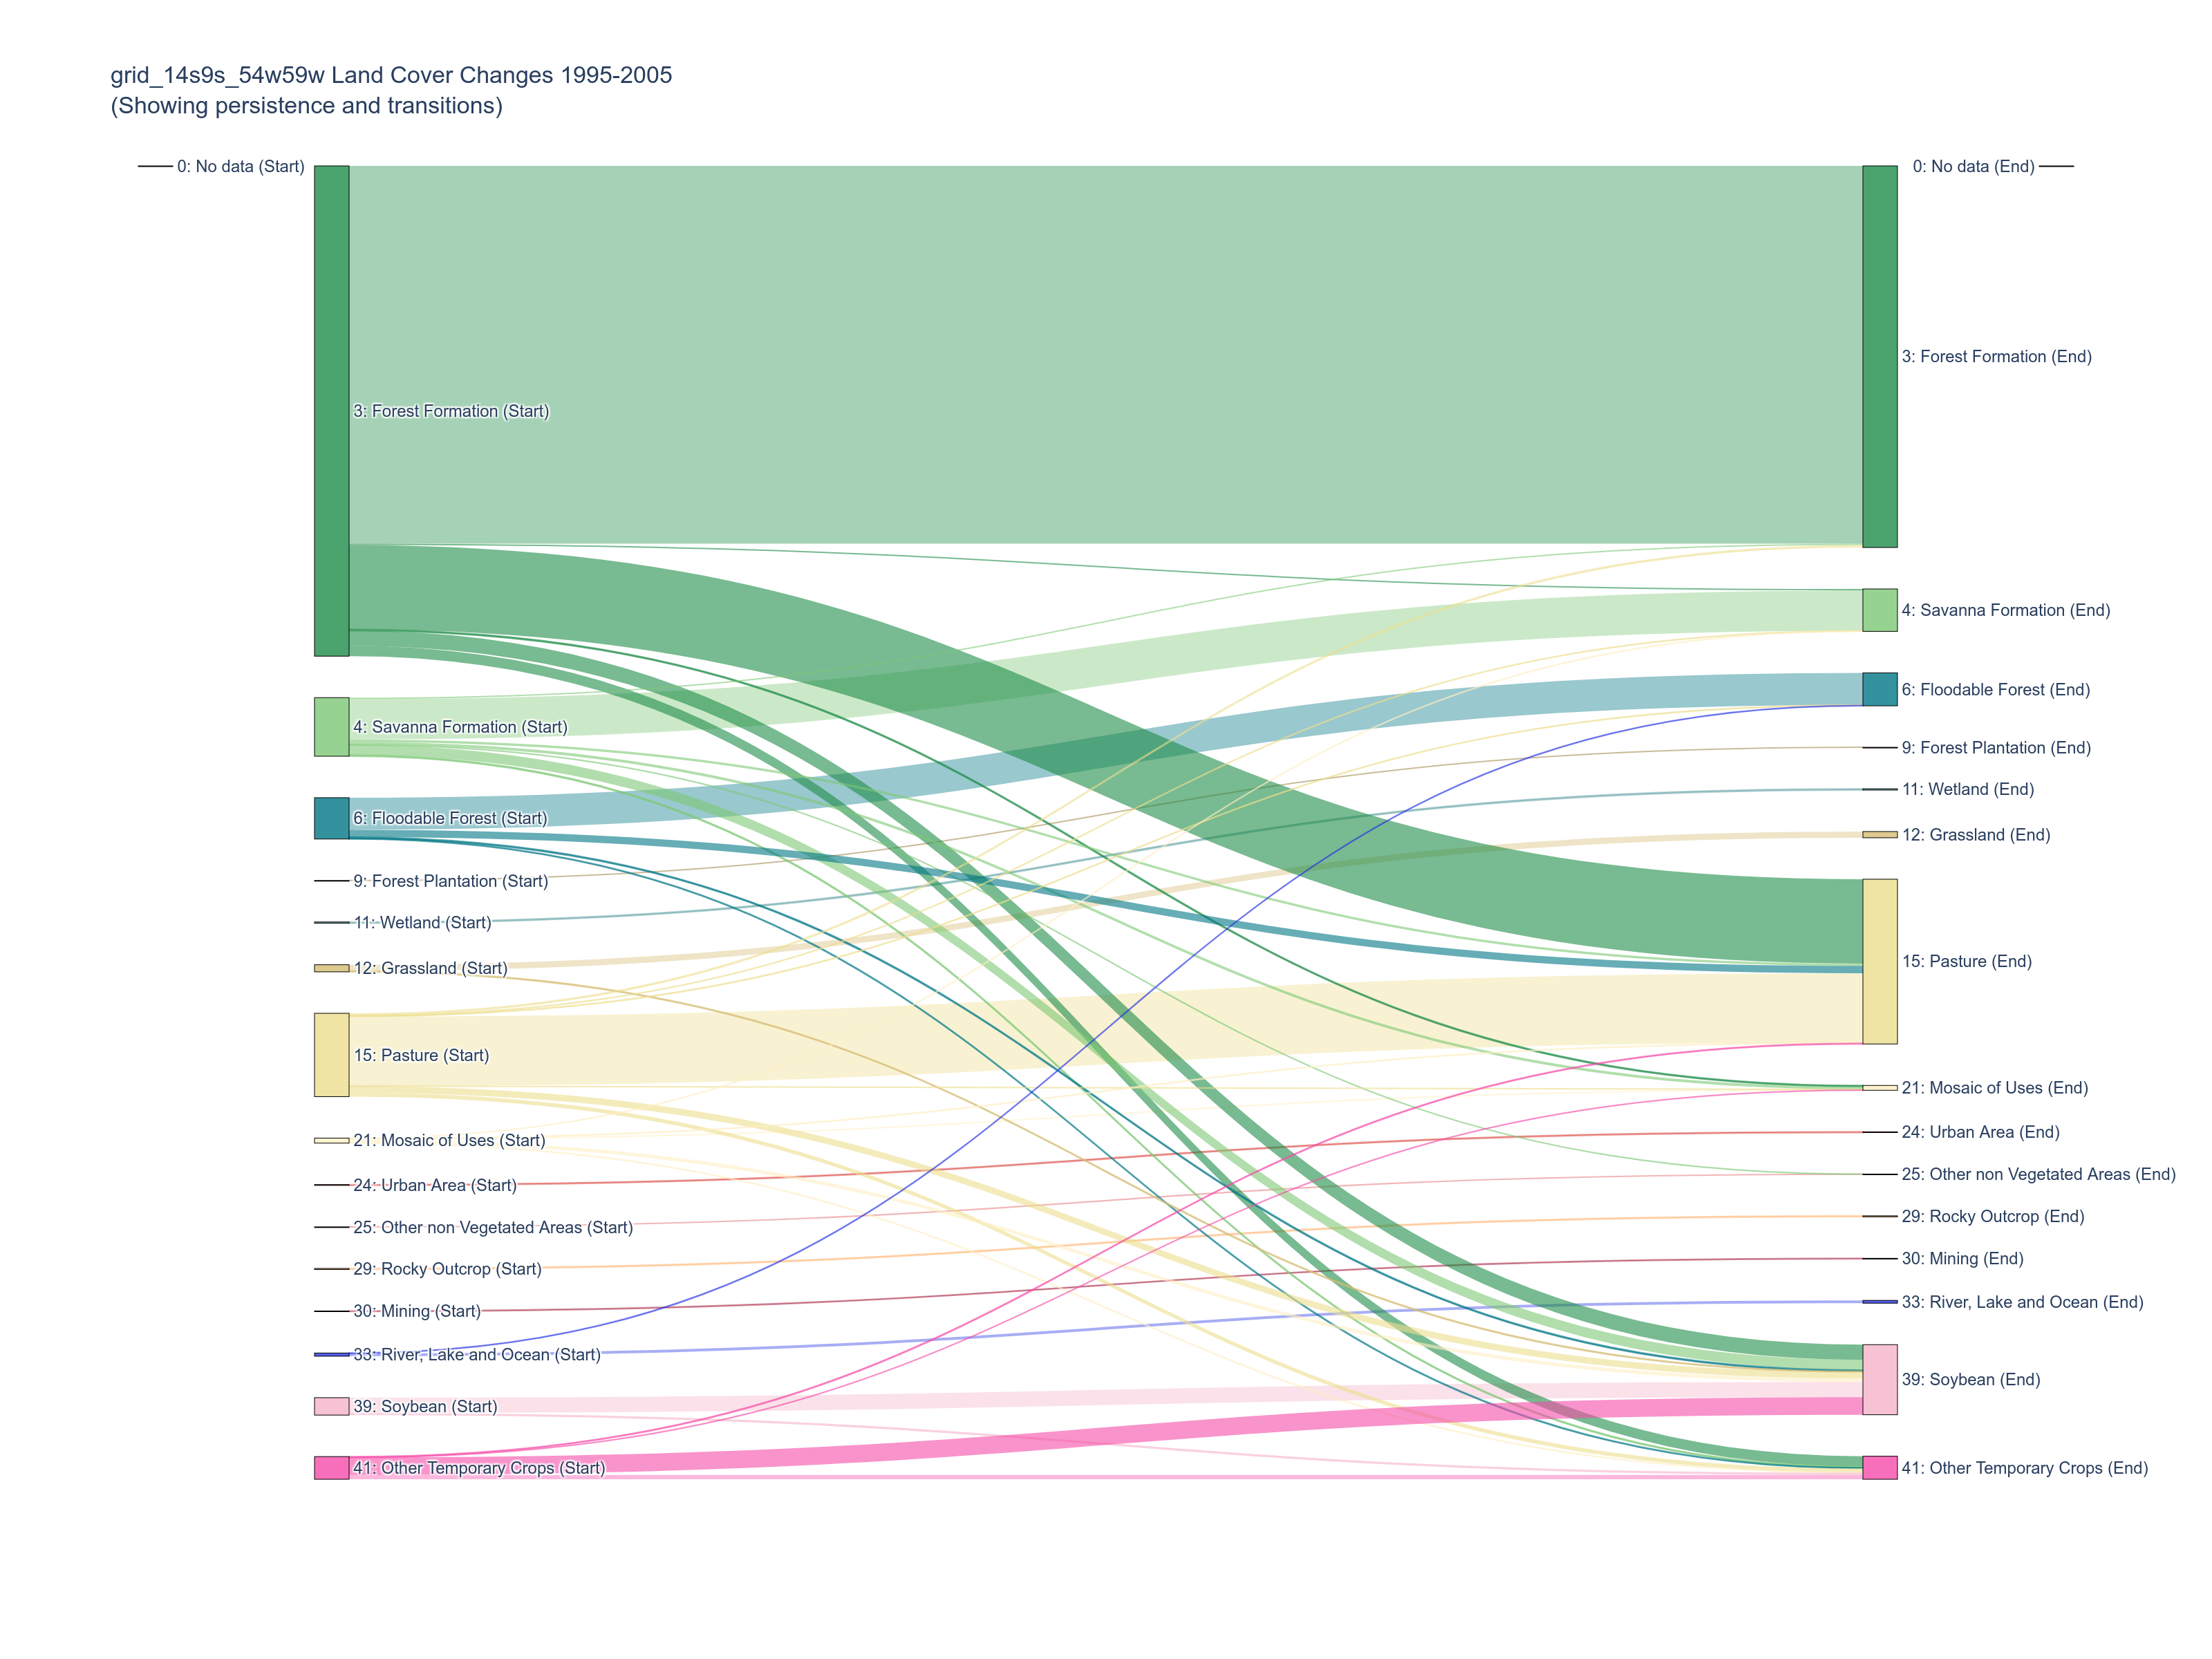 grid_14s9s_54w59w Land Cover Changes 1995-2005
(Showing persistence and transitions)
0: No data (Start)
3: Forest Formation (Start)
4: Savanna Formation (Start)
6: Floodable Forest (Start)
9: Forest Plantation (Start)
11: Wetland (Start)
12: Grassland (Start)
15: Pasture (Start)
21: Mosaic of Uses (Start)
24: Urban Area (Start)
25: Other non Vegetated Areas (Start)
29: Rocky Outcrop (Start)
30: Mining (Start)
33: River, Lake and Ocean (Start)
39: Soybean (Start)
41: Other Temporary Crops (Start)
0: No data (End)
3: Forest Formation (End)
4: Savanna Formation (End)
6: Floodable Forest (End)
9: Forest Plantation (End)
11: Wetland (End)
12: Grassland (End)
15: Pasture (End)
21: Mosaic of Uses (End)
24: Urban Area (End)
25: Other non Vegetated Areas (End)
29: Rocky Outcrop (End)
30: Mining (End)
33: River, Lake and Ocean (End)
39: Soybean (End)
41: Other Temporary Crops (End)